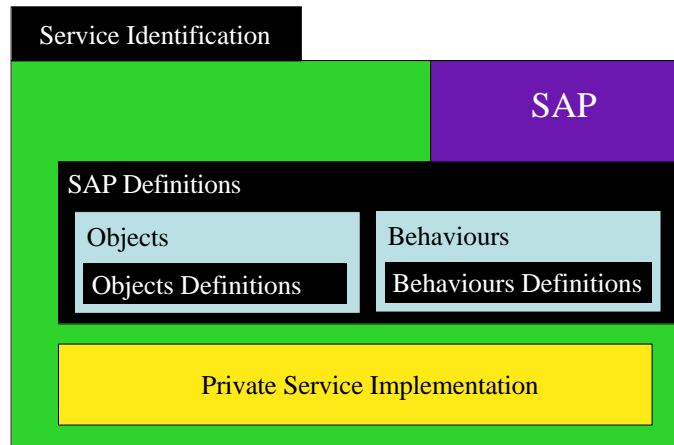 Service Identification
SAP
SAP Definitions
Objects
Behaviours
Objects Definitions
Behaviours Definitions
Private Service Implementation